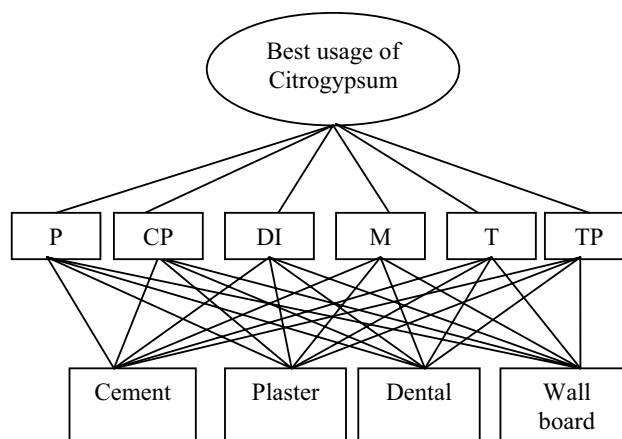 Best usage of
Citrogypsum
P CP DI M T TP
Cement Plaster Dental Wall
board